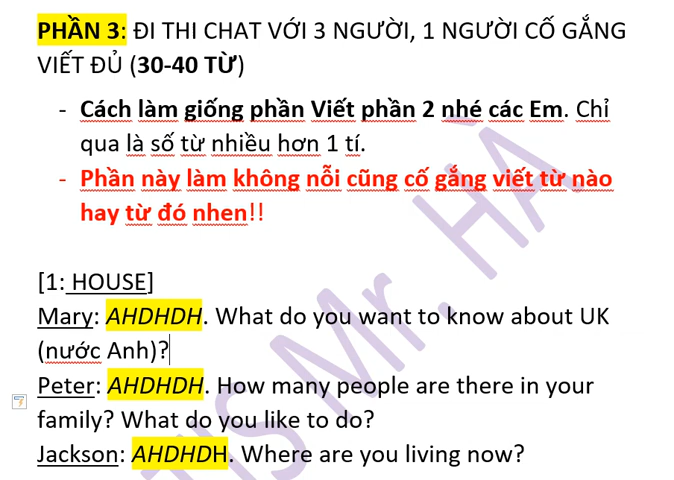 PHẦN 3: ĐI THI CHAT VỚI 3 NGƯỜI, 1 NGƯỜI CỐ GẮNG
VIẾT ĐỦ (30-40 TỪ)
- Cách làm giống phần Viết phần 2 nhé các Em. Chỉ
qua là số từ nhiều hơn 1 tí.
- Phần này làm không nỗi cũng cố gắng viết từ nào
hay từ đó nhen!!
[1: HOUSE]
Mary: AHDHDH. What do you want to know about UK
(nước Anh)?
Peter: AHDHDH. How many people are there in your
family? What do you like to do?
Jackson: AHDHDH. Where are you living now?
Mr. HÀ